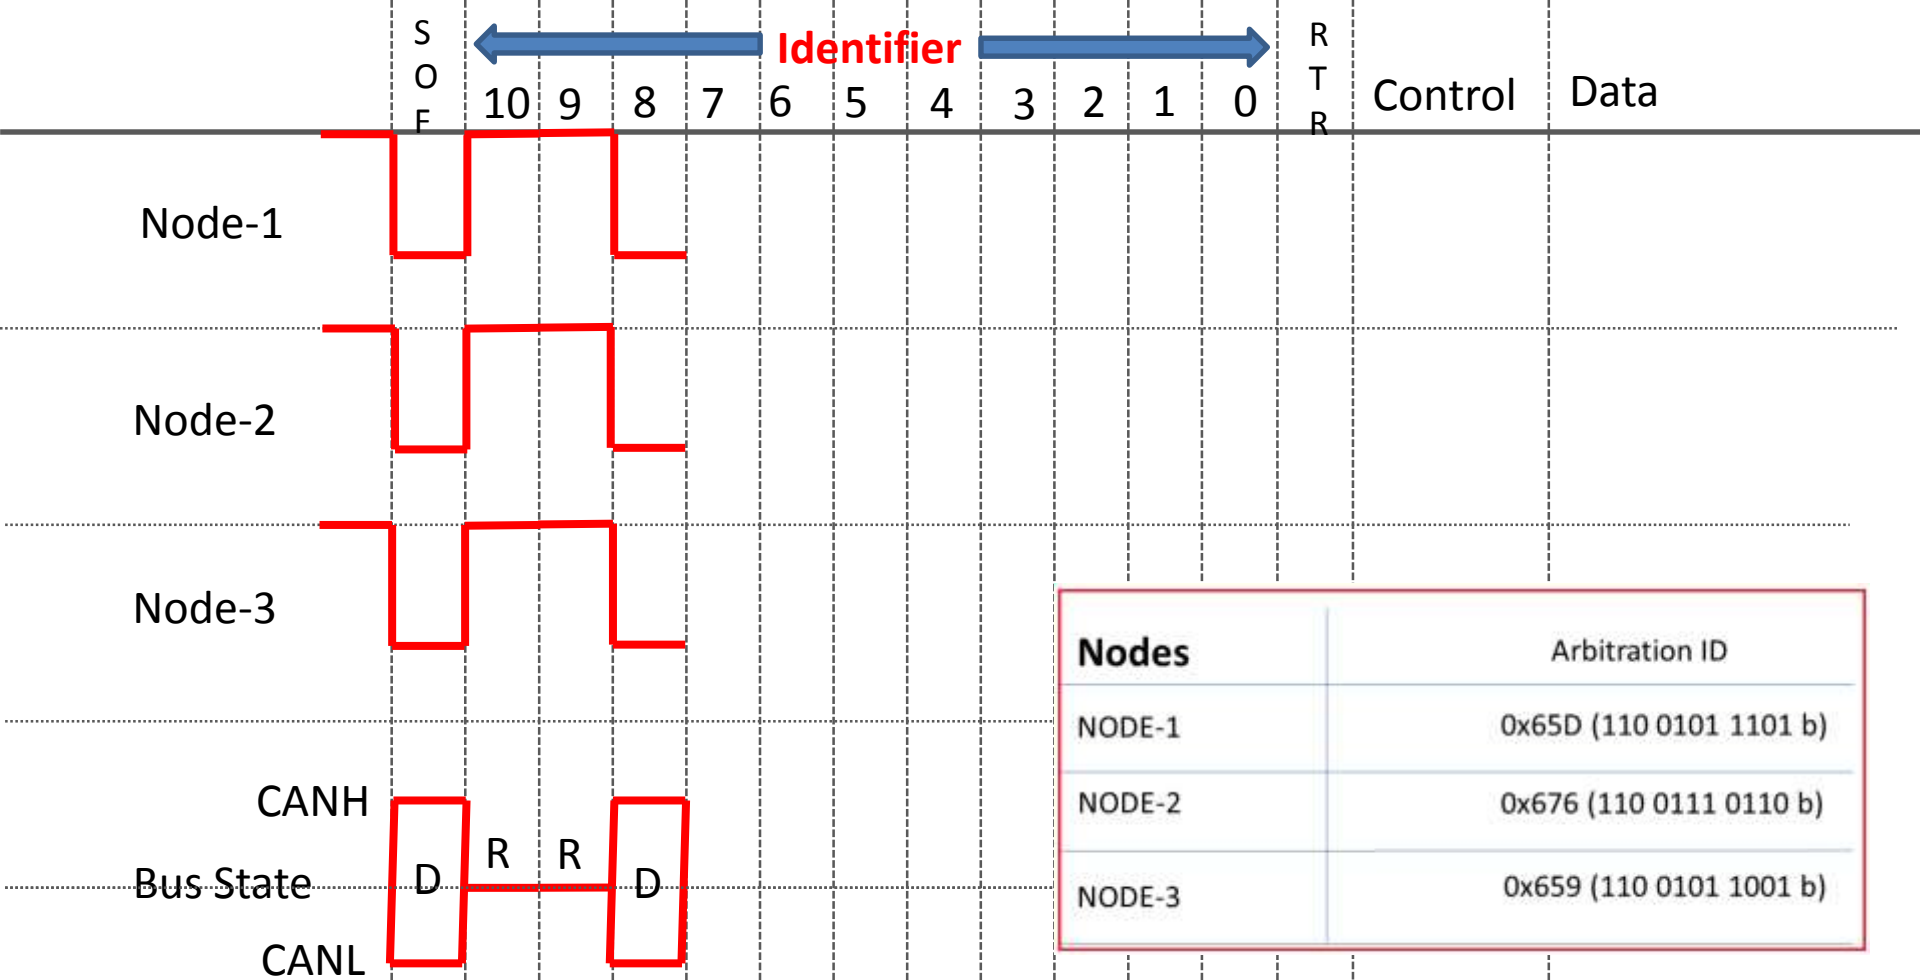 S
O
F
Identifier
R
T
R
10 9 8 7 6 5 4 3 2 1 0
Control
Data
Node-1
Node-2
Node-3
CANH
Bus State
CANL
D
R
R
D
Nodes Arbitration ID
NODE-1 0x65D (110 0101 1101 b)
NODE-2 0x676 (110 0111 0110 b)
NODE-3 0x659 (110 0101 1001 b)